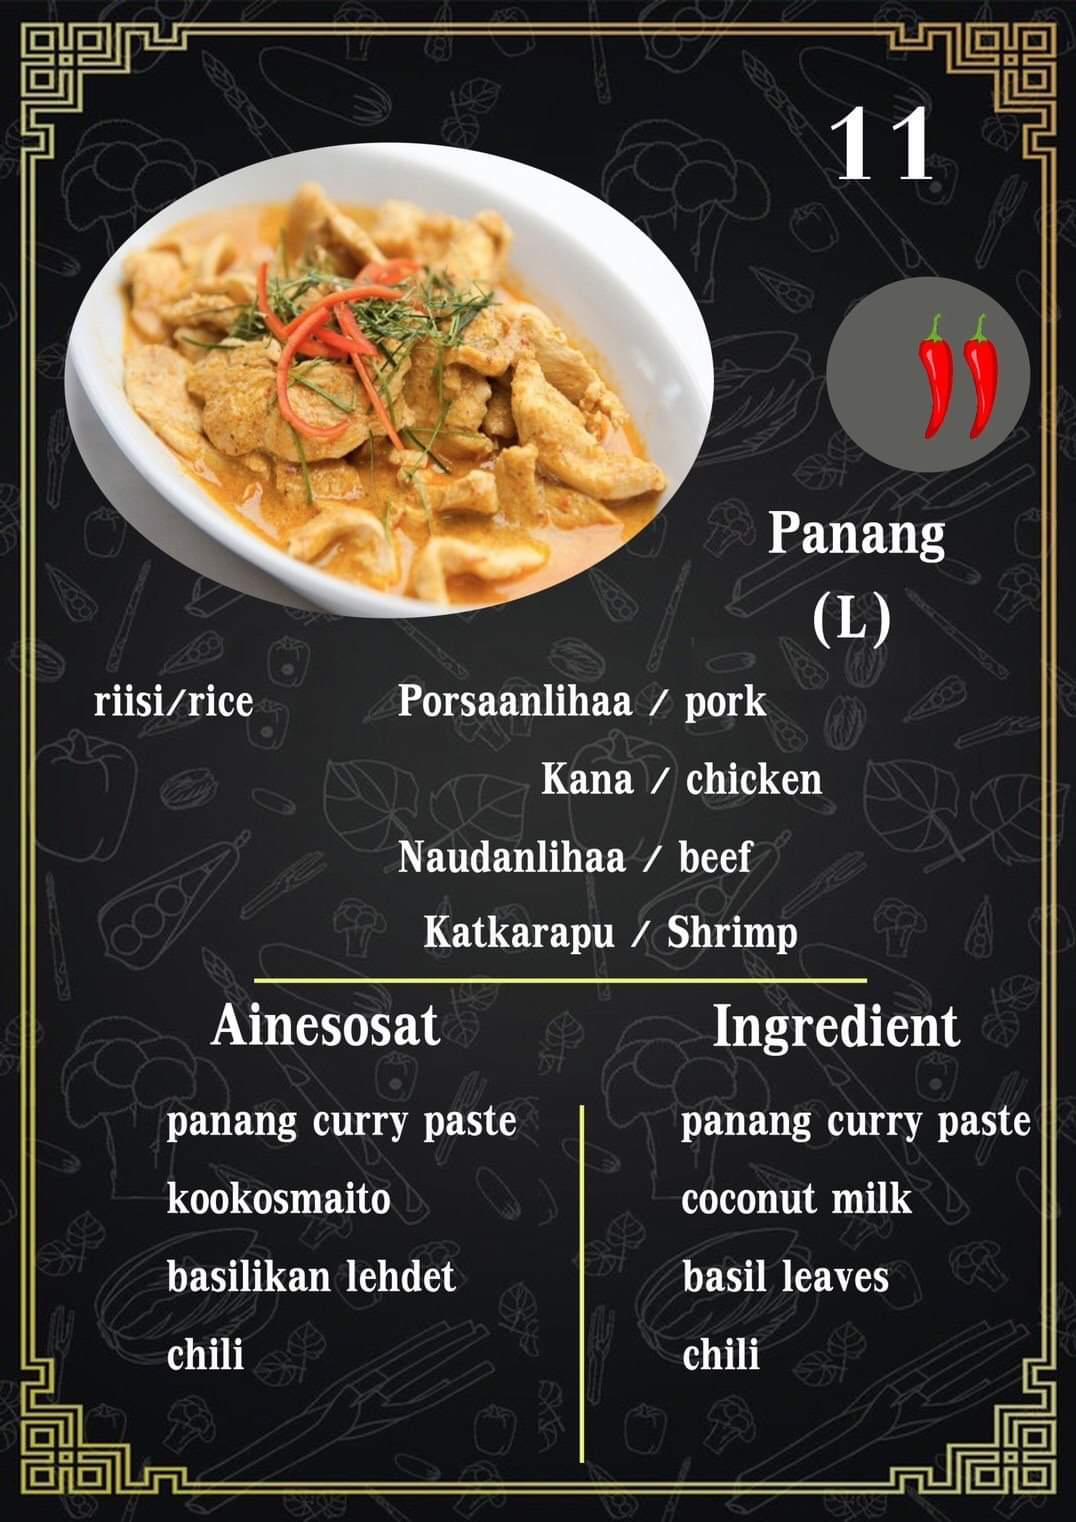 11
Panang
(L)
riisi/rice
Porsaanlihaa / pork
Kana / chicken
Naudanlihaa / beef
Katkarapu / Shrimp
Ainesosat
panang curry paste
kookosmaito
basilikan lehdet
chili
Ingredient
panang curry paste
coconut milk
basil leaves
chili